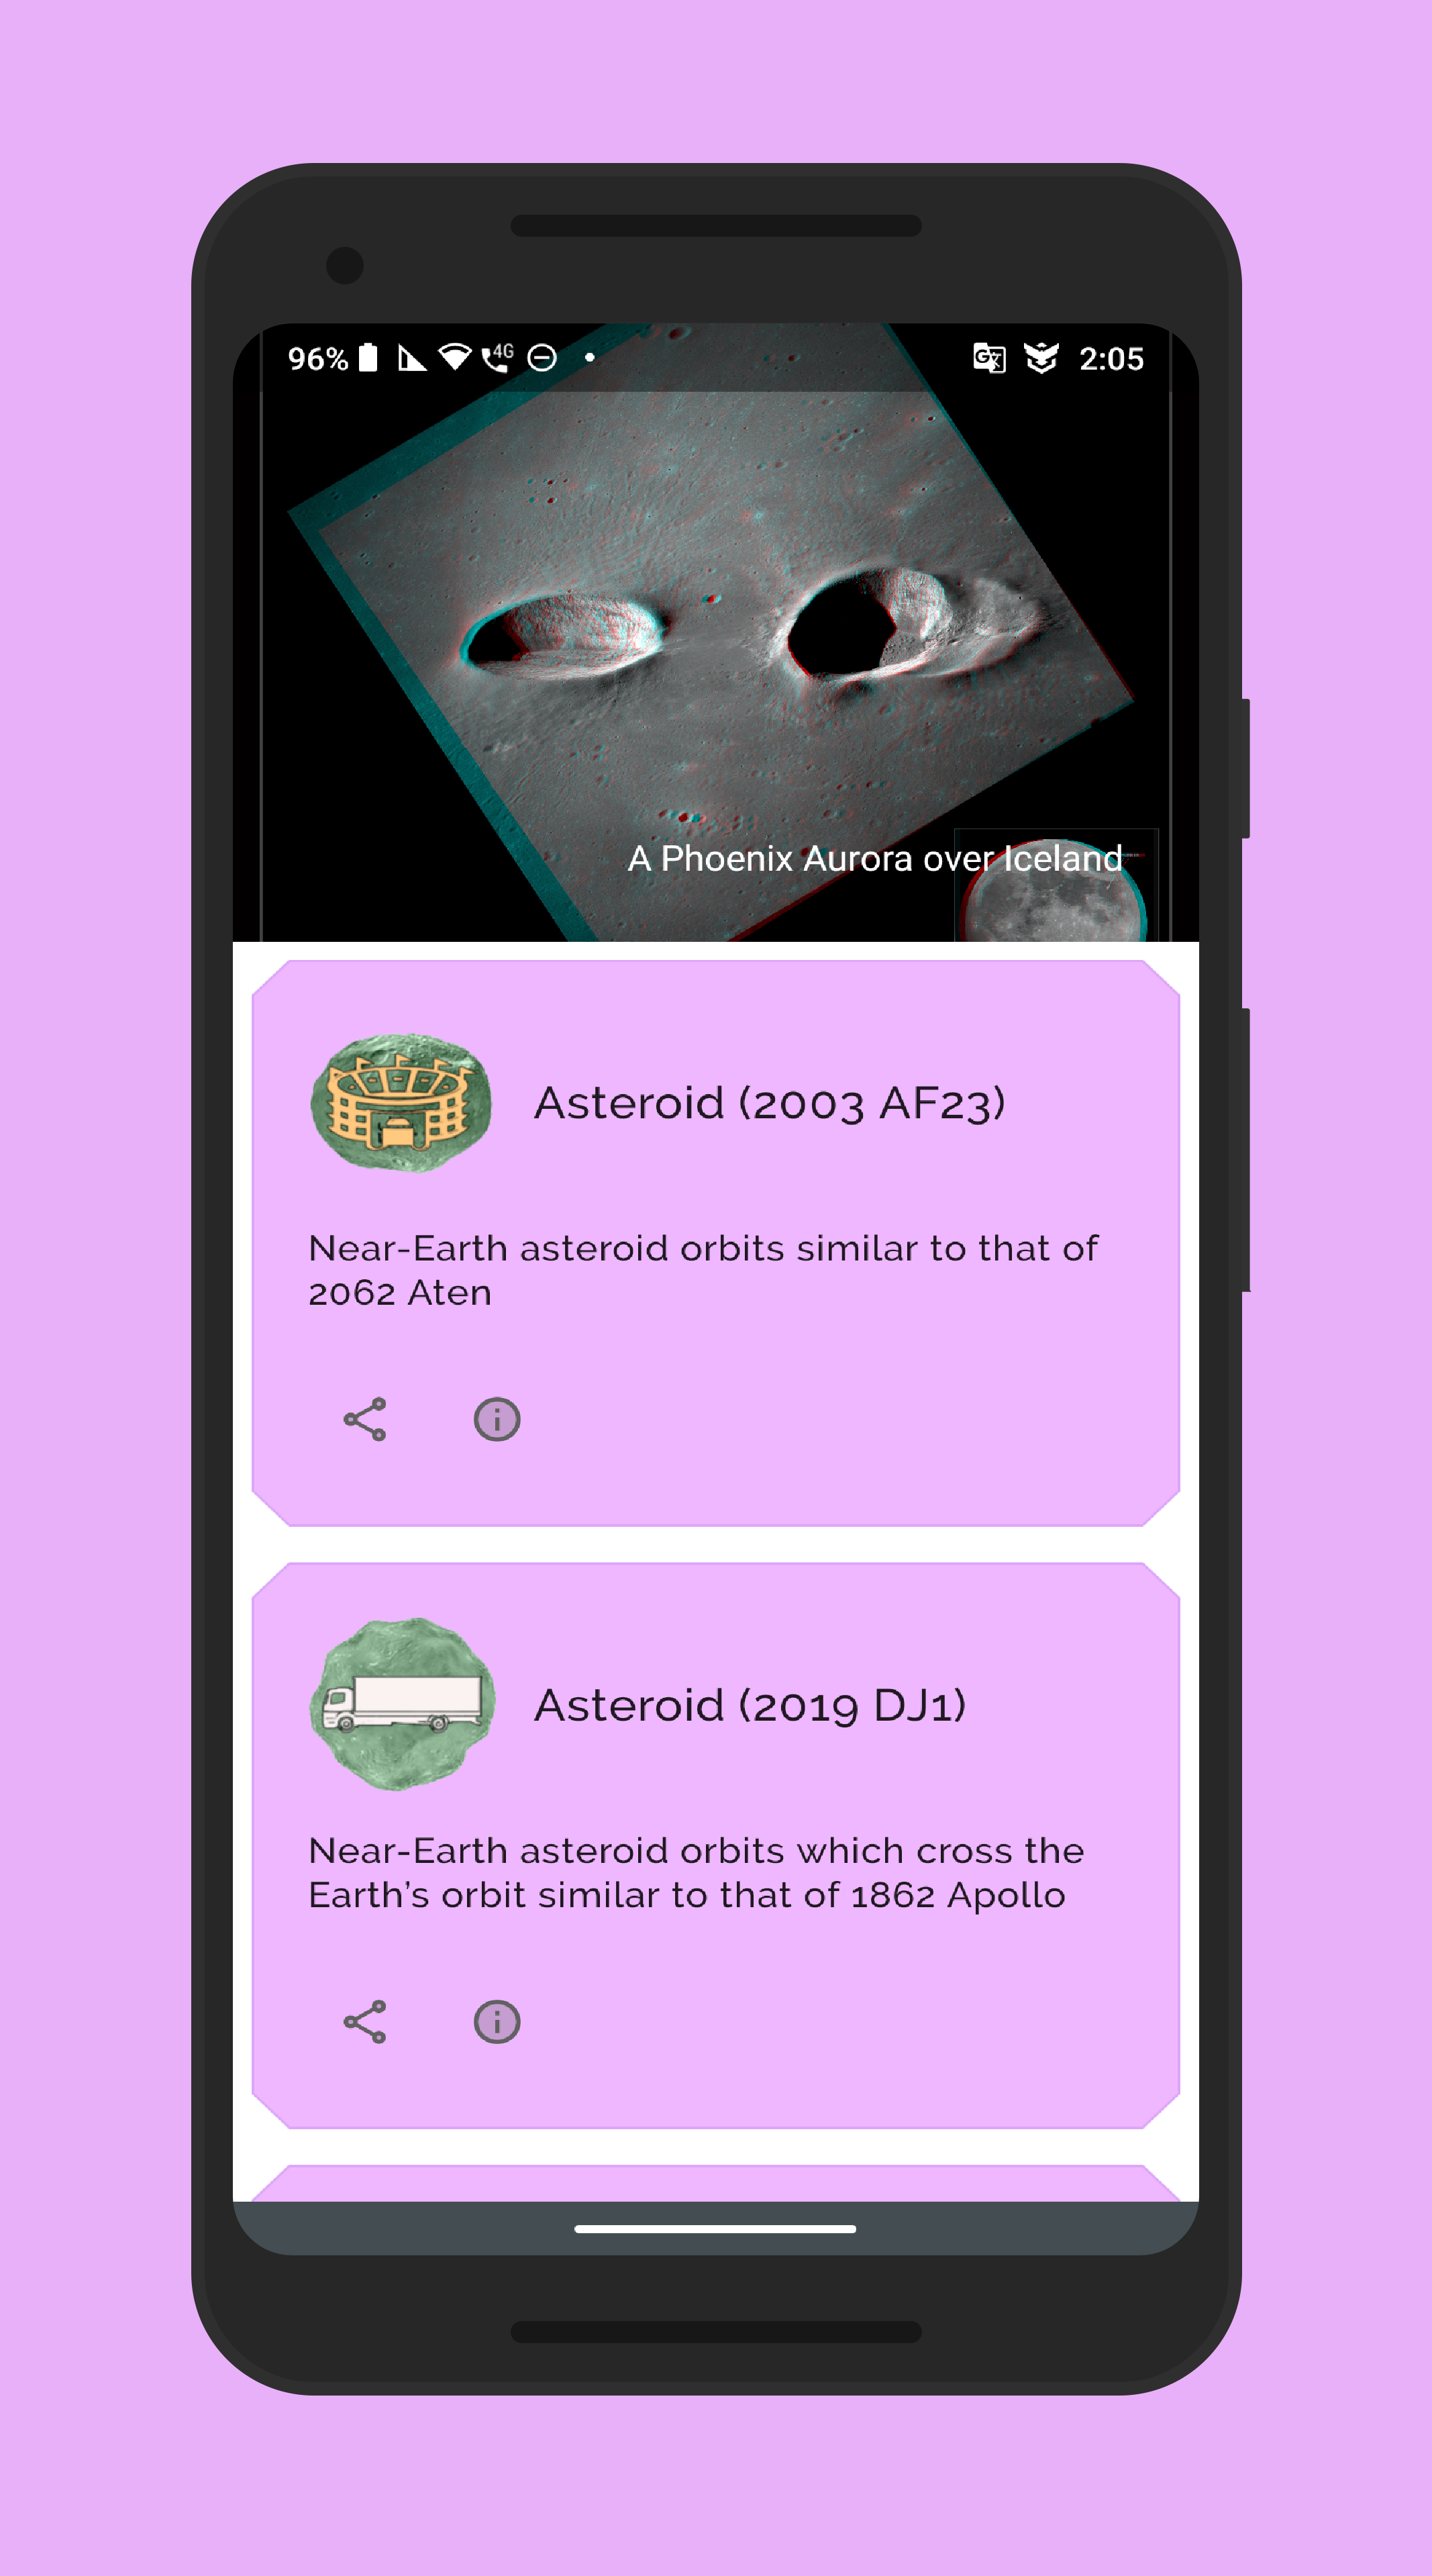 96% 4G 2:05
A Phoenix Aurora over Iceland
Asteroid (2003 AF23)
Near-Earth asteroid orbits similar to that of
2062 Aten
Asteroid (2019 DJ1)
Near-Earth asteroid orbits which cross the
Earth's orbit similar to that of 1862 Apollo